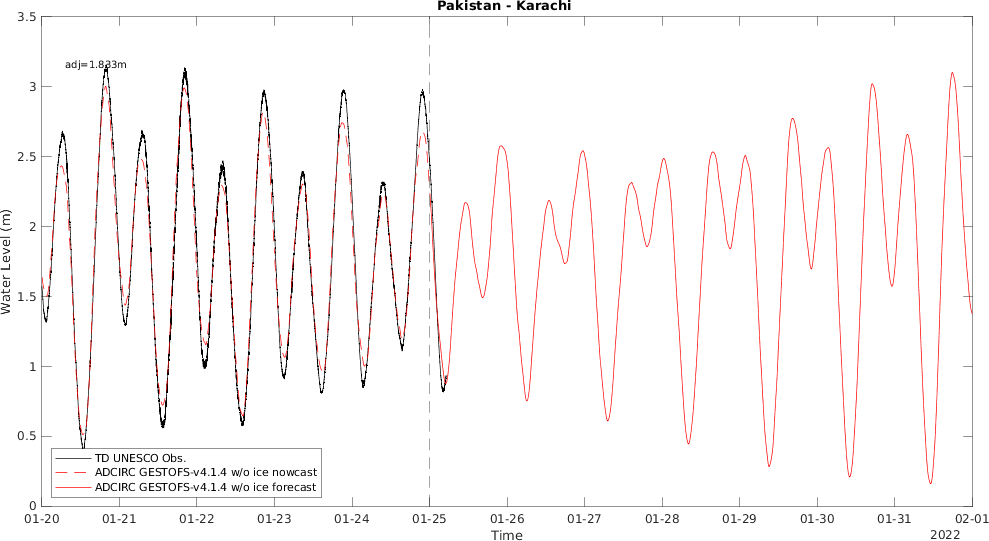 Pakistan - Karachi
3.5
3
2.5
2
1.5
1
0.5
0
Water Level (m)
adj=1.833m
TD UNESCO Obs.
ADCIRC GESTOFS-v4.1.4 w/o ice nowcast
ADCIRC GESTOFS-v4.1.4 w/o ice forecast
01-20 01-21 01-22 01-23 01-24 01-25 01-26 01-27 01-28 01-29 01-30 01-31 02-01
Time
2022